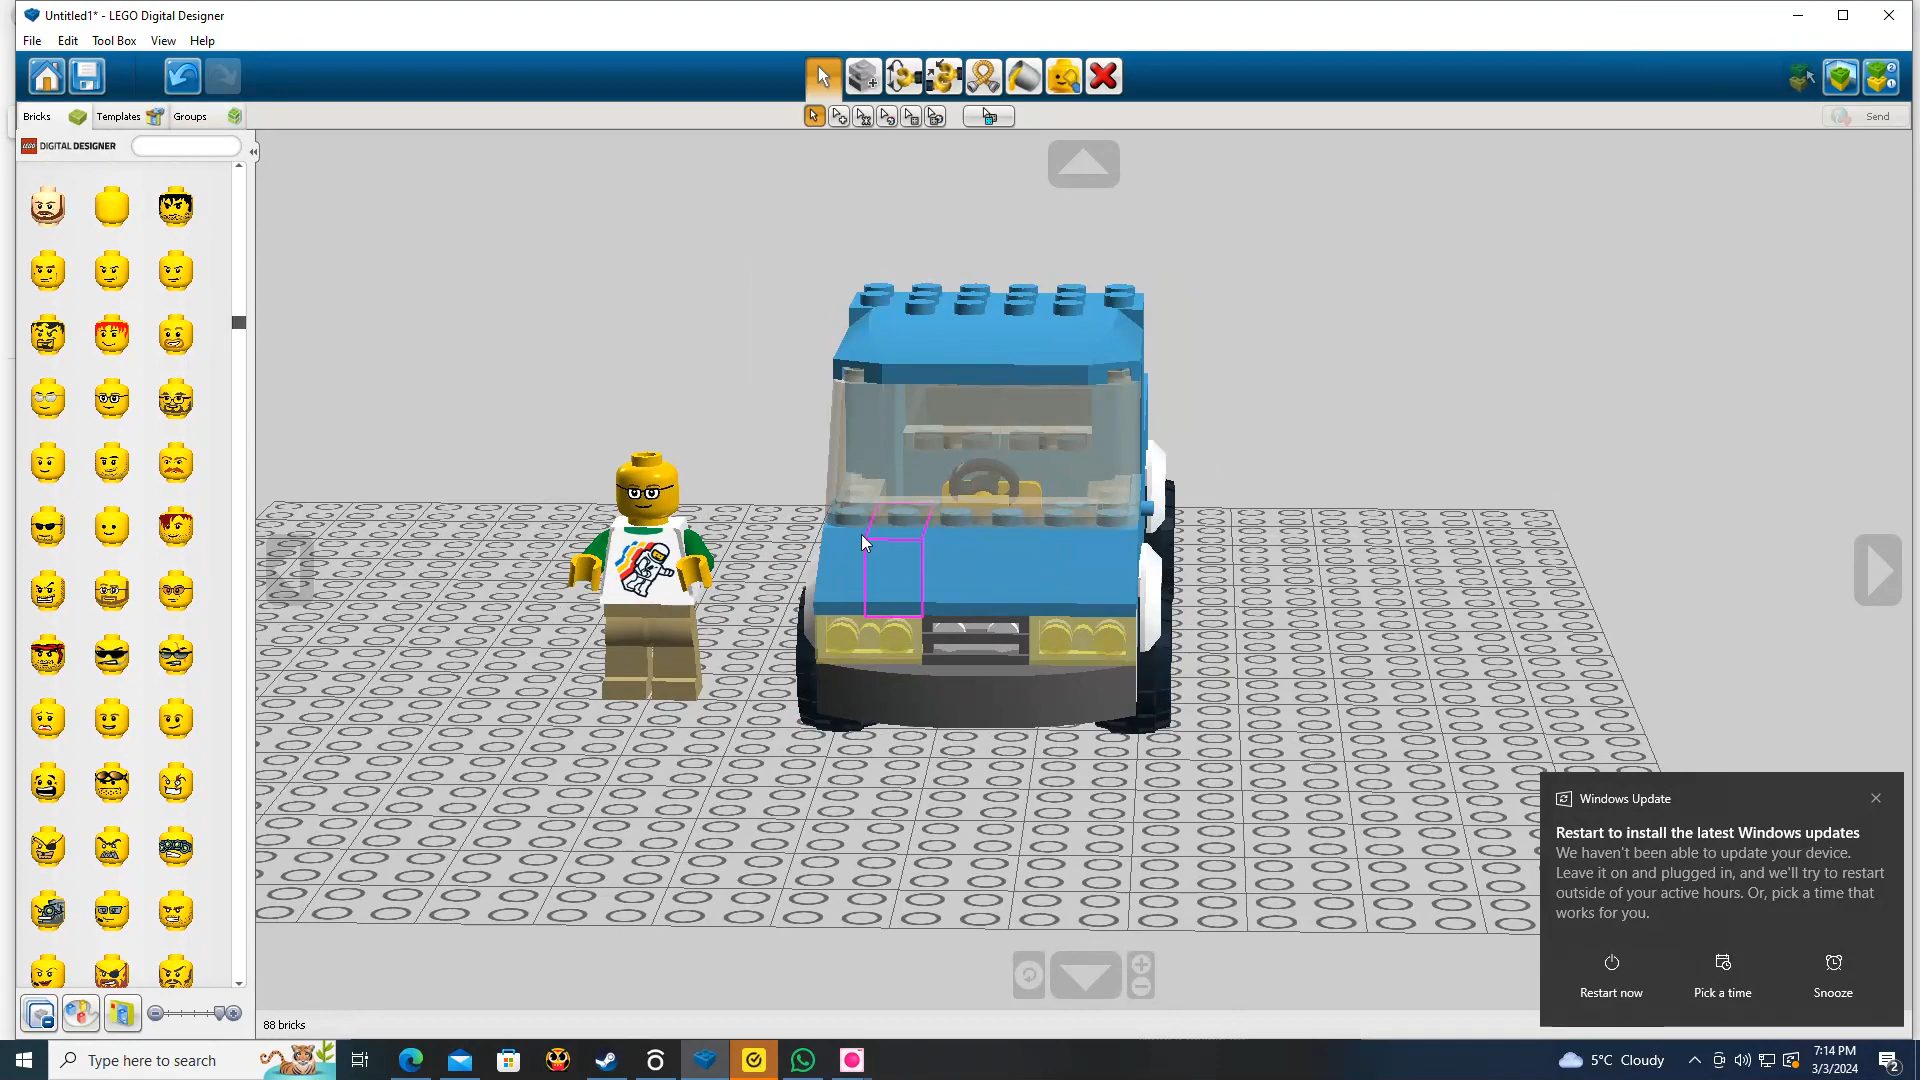 Untitled1* - LEGO Digital Designer
File Edit Tool Box View Help
Bricks Templates Groups
Send
LEGO DIGITAL DESIGNER
Windows Update
Restart to install the latest Windows updates
We haven't been able to update your device.
Leave it on and plugged in, and we'll try to restart
outside of your active hours. Or, pick a time that
works for you.
Restart now Pick a time Snooze
88 bricks
Type here to search
5°C Cloudy
7:14 PM
3/3/2024
2